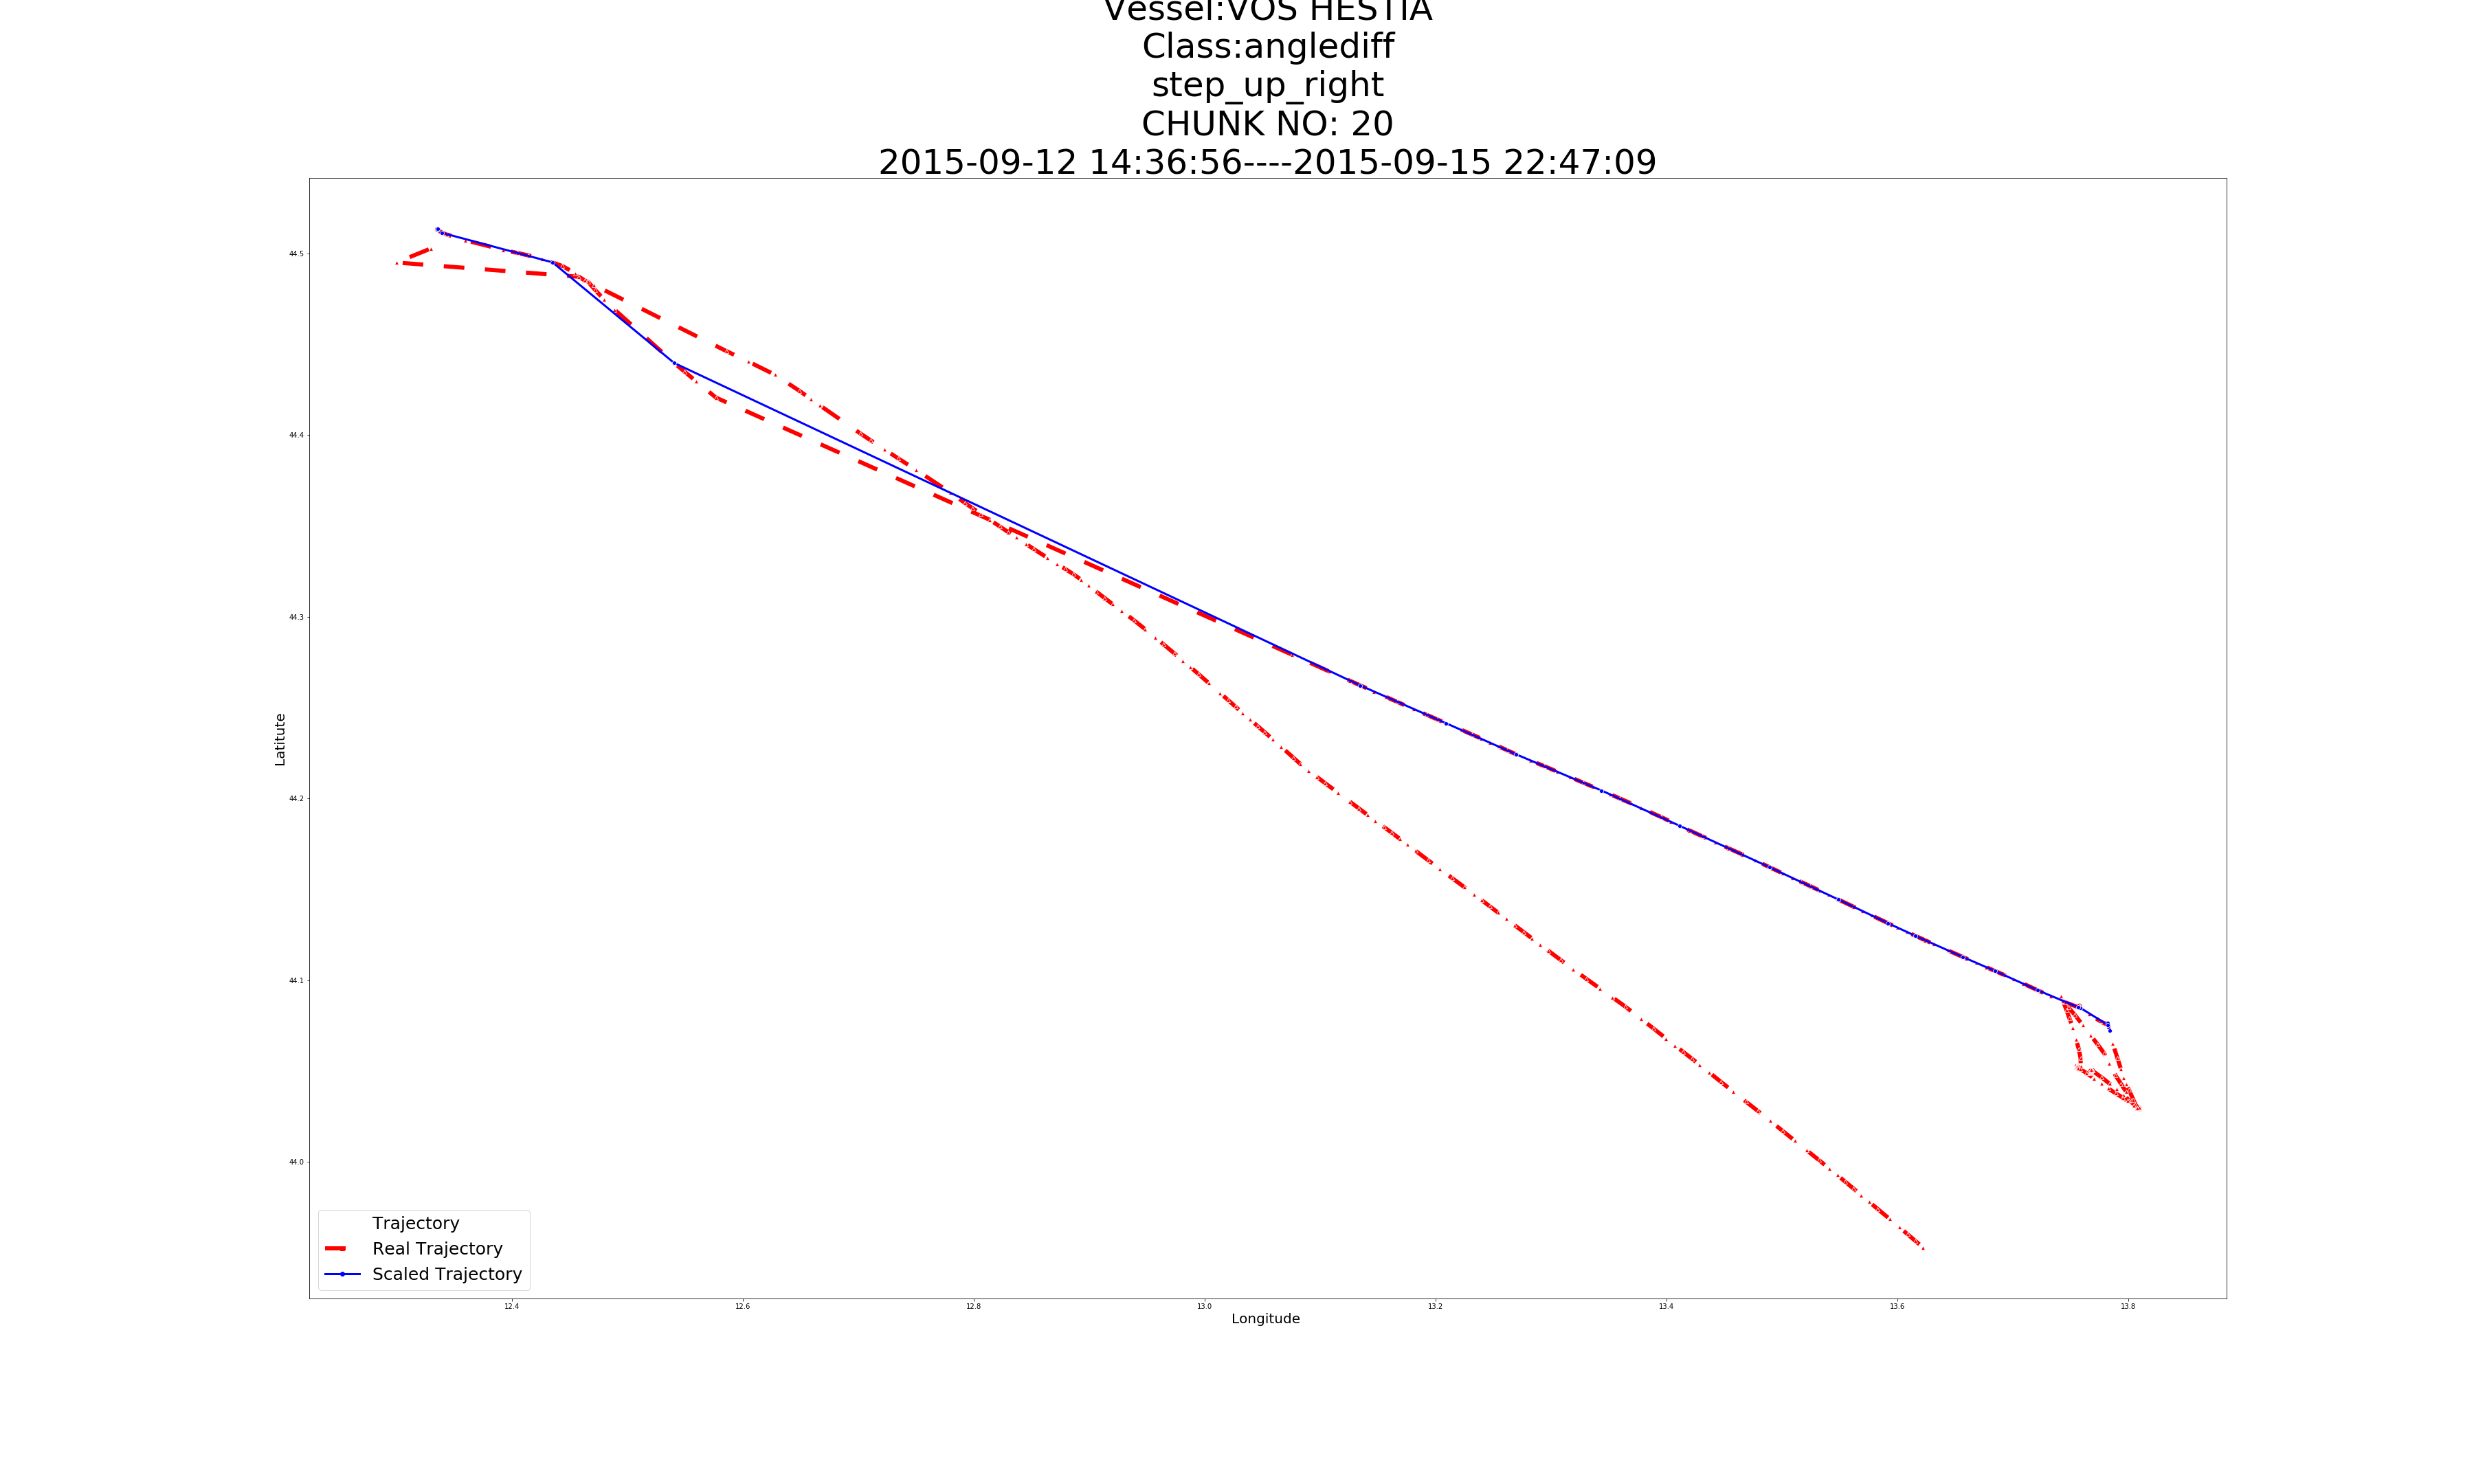 Vessel:VOS HESTIA
Class:anglediff
step_up_right
CHUNK NO: 20
2015-09-12 14:36:56----2015-09-15 22:47:09
44.5
44.4
44.3
44.2
44.1
44.0
Latitute
Trajectory
Real Trajectory
Scaled Trajectory
12.4
12.6
12.8
13.0
13.2
13.4
13.6
13.8
Longitude